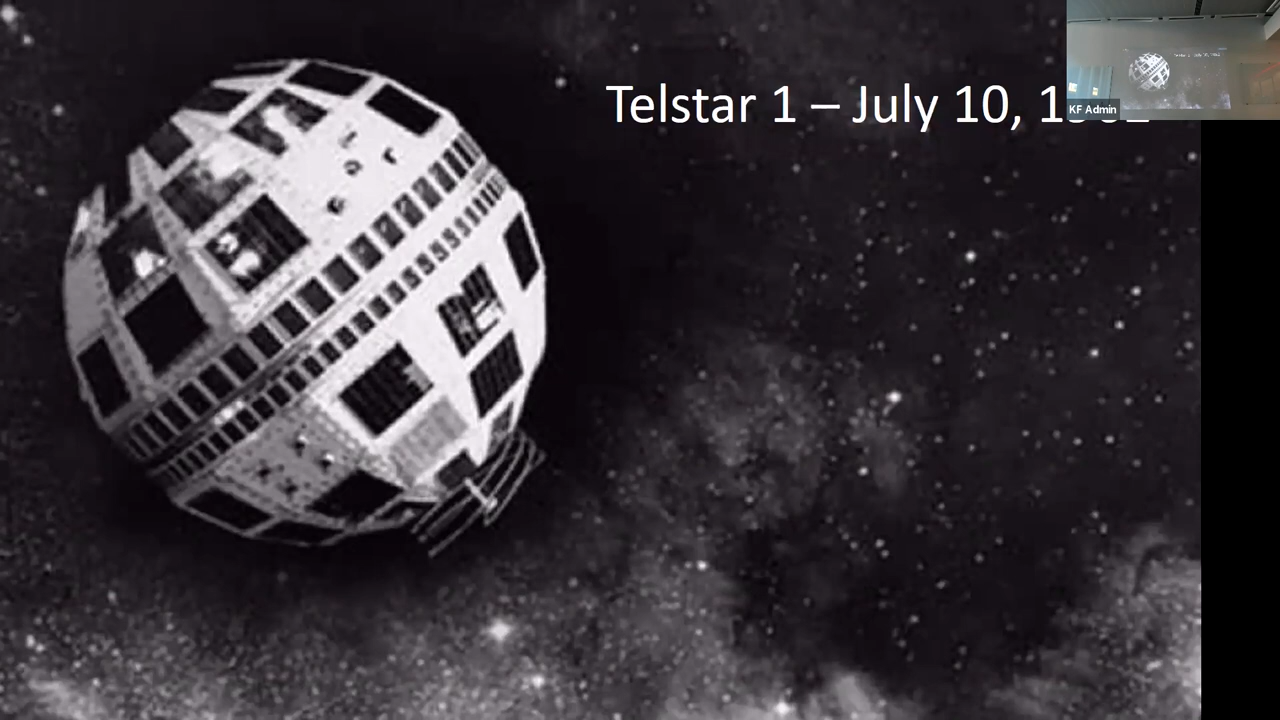 Telstar 1 – July 10, 
KF Admin